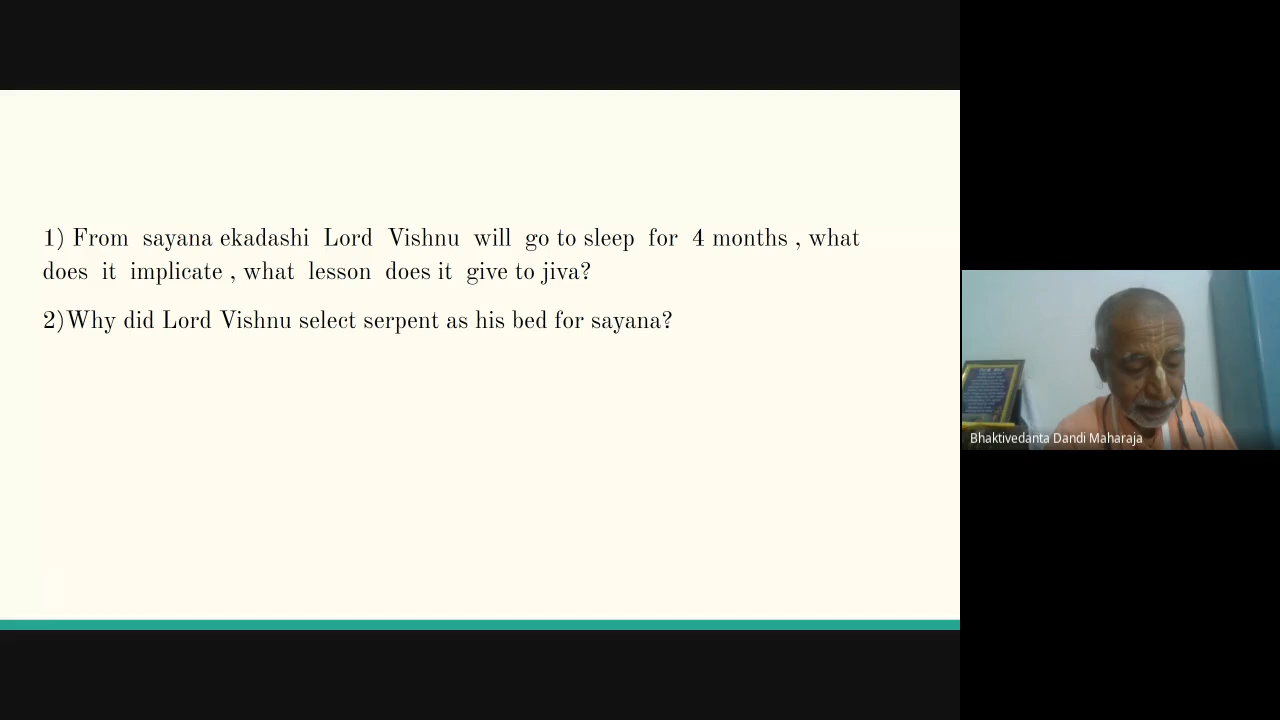 1) From sayana ekadashi Lord Vishnu will go to sleep for 4 months , what
does it implicate , what lesson does it give to jiva?
2)Why did Lord Vishnu select serpent as his bed for sayana?
Bhaktivedanta Dandi Maharaja